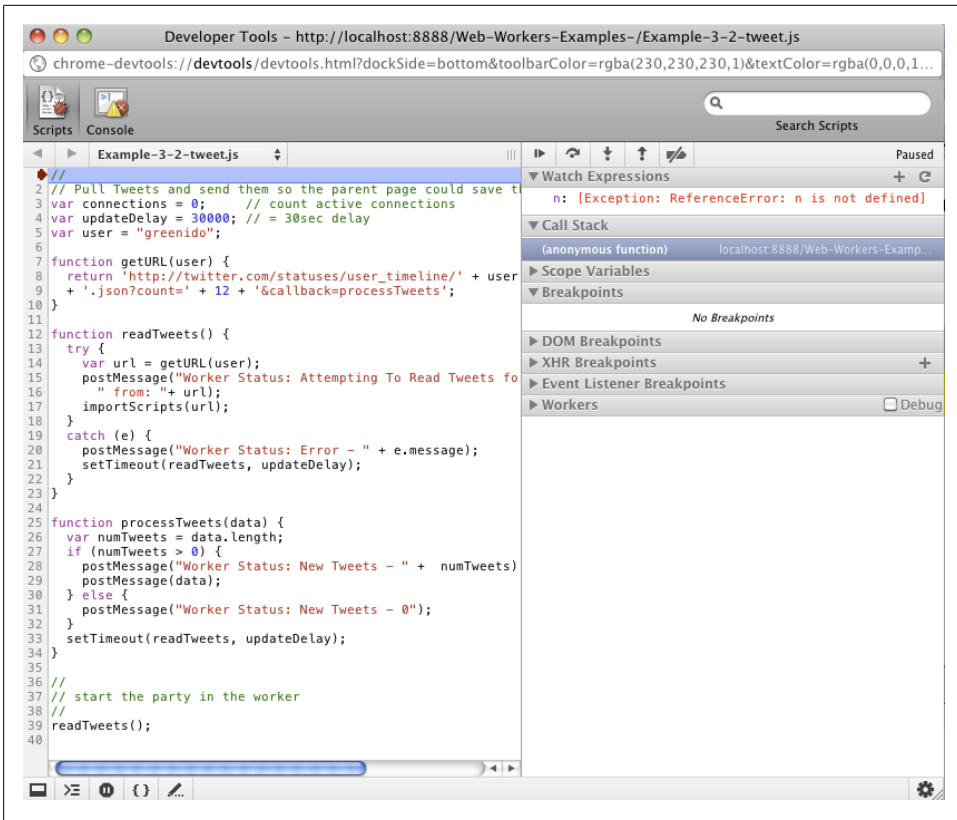 Developer Tools – http://localhost:8888/Web-Workers-Examples-/Example-3-2-tweet.js
chrome-devtools://devtools/devtools.html?dockSide=bottom&toolbarColor=rgba(230,230,230,1)&textColor=rgba(0,0,0,1...
Scripts Console
Search Scripts
Example-3-2-tweet.js
//
2 // Pull Tweets and send them so the parent page could save
3 var connections = 0;     // count active connections
4 var updateDelay = 30000; // = 30sec delay
5 var user = "greenido";
6
7 function getURL(user) {
8   return 'http://twitter.com/statuses/user_timeline/' + user
9   + '.json?count=' + 12 + '&callback=processTweets';
10 }
11
12 function readTweets() {
13   try {
14     var url = getURL(user);
15     postMessage("Worker Status: Attempting To Read Tweets fo
16       " from: "+ url);
17     importScripts(url);
18   }
19   catch (e) {
20     postMessage("Worker Status: Error - " + e.message);
21     setTimeout(readTweets, updateDelay);
22   }
23 }
24
25 function processTweets(data) {
26   var numTweets = data.length;
27   if (numTweets > 0) {
28     postMessage("Worker Status: New Tweets - " +  numTweets)
29     postMessage(data);
30   } else {
31     postMessage("Worker Status: New Tweets - 0");
32   }
33   setTimeout(readTweets, updateDelay);
34 }
35
36 //
37 // start the party in the worker
38 //
39 readTweets();
40
Paused
Watch Expressions
n: [Exception: ReferenceError: n is not defined]
Call Stack
(anonymous function) localhost:8888/Web-Workers-Examp...
Scope Variables
Breakpoints
No Breakpoints
DOM Breakpoints
XHR Breakpoints
Event Listener Breakpoints
Workers Debug